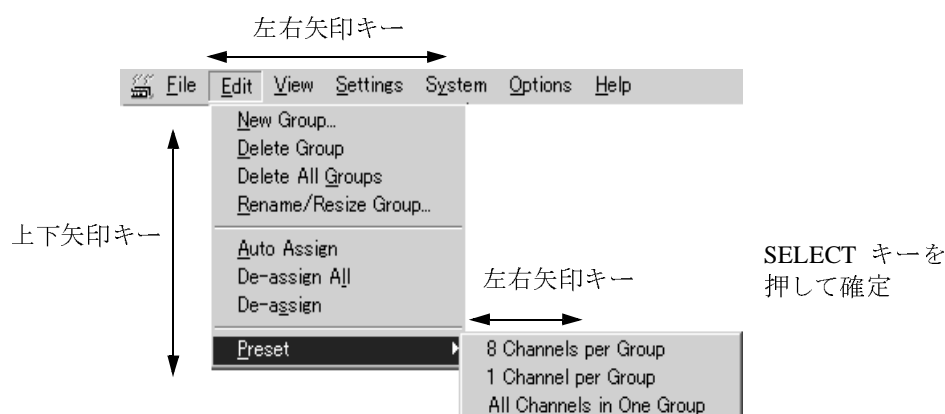 左右矢印キー
File Edit View Settings System Options Help
New Group...
Delete Group
Delete All Groups
Rename/Resize Group...
上下矢印キー
Auto Assign
De-assign All
De-assign
左右矢印キー
SELECT キーを
押して確定
Preset
8 Channels per Group
1 Channel per Group
All Channels in One Group